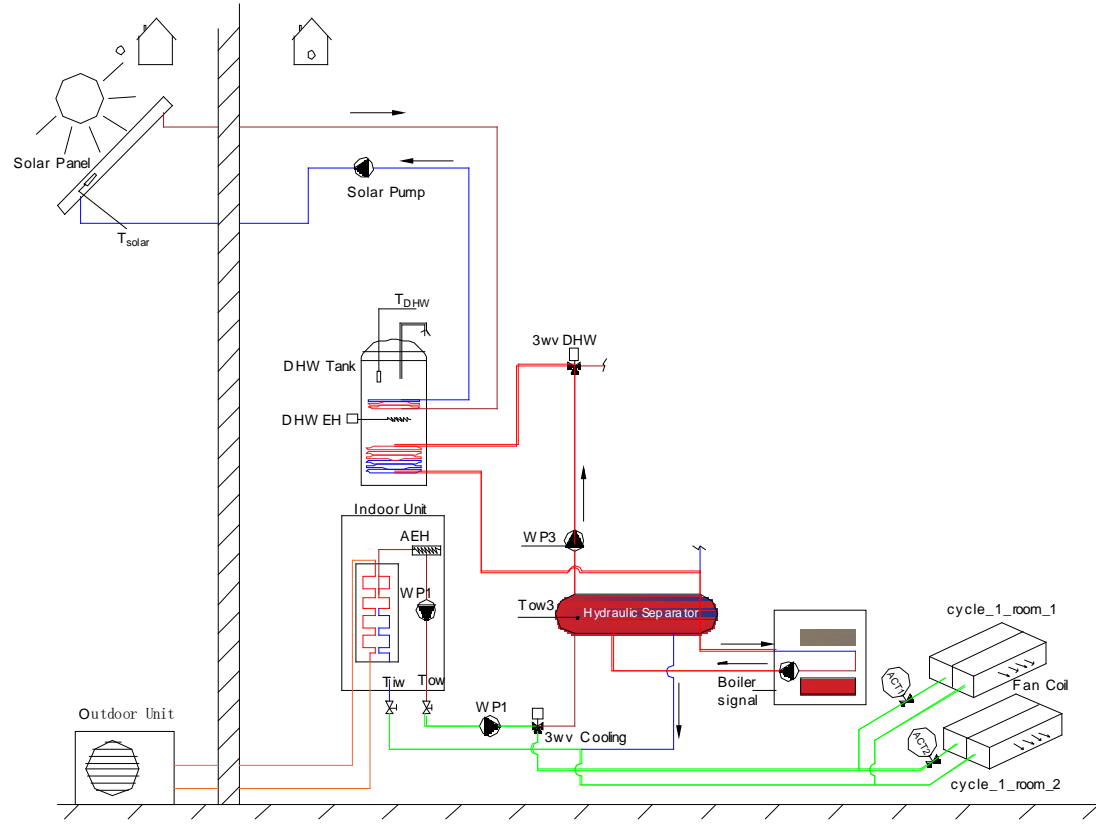 Solar Panel
Solar Pump
Tsolar
TDHW
3wv DHW
DHW Tank
DHW EH
Indoor Unit
AEH
WP3
WP1
Tow3
Hydraulic Separator
cycle_1_room_1
Tiw
Tow
Boiler
signal
ACT1
Fan Coil
WP1
Outdoor Unit
3wv Cooling
ACT2
cycle_1_room_2